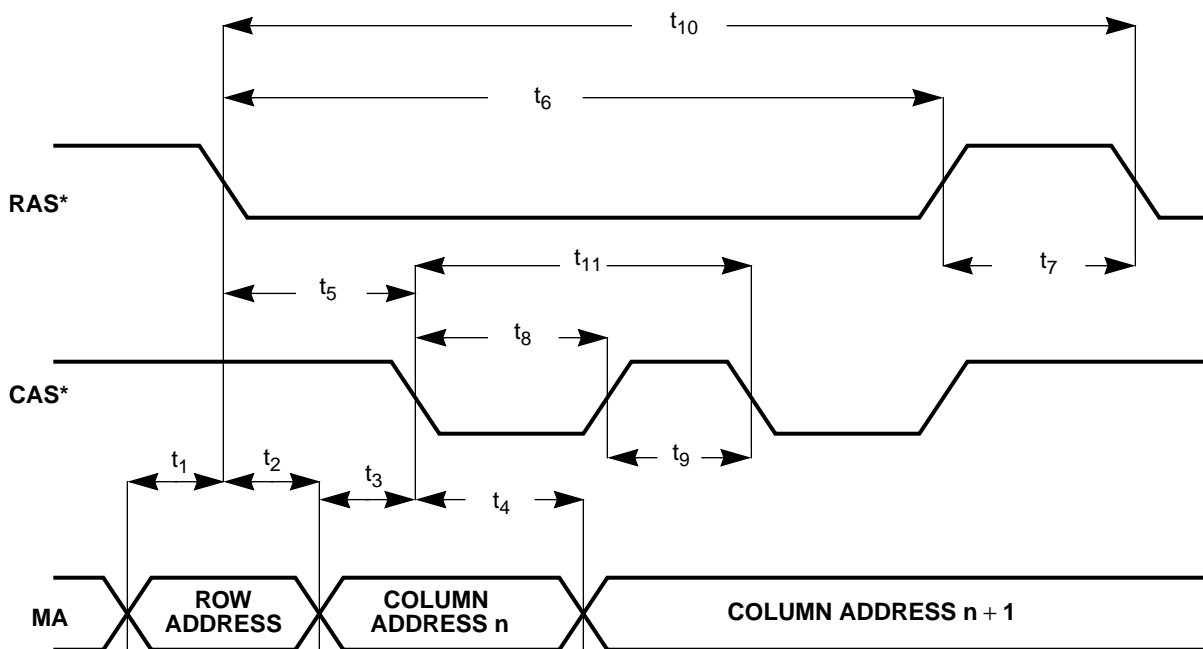 t10
t6
RAS*
t11
t7
t5
t8
CAS*
t9
t1
t2
t3
t4
MA
ROW
ADDRESS
COLUMN
ADDRESS n
COLUMN ADDRESS n + 1